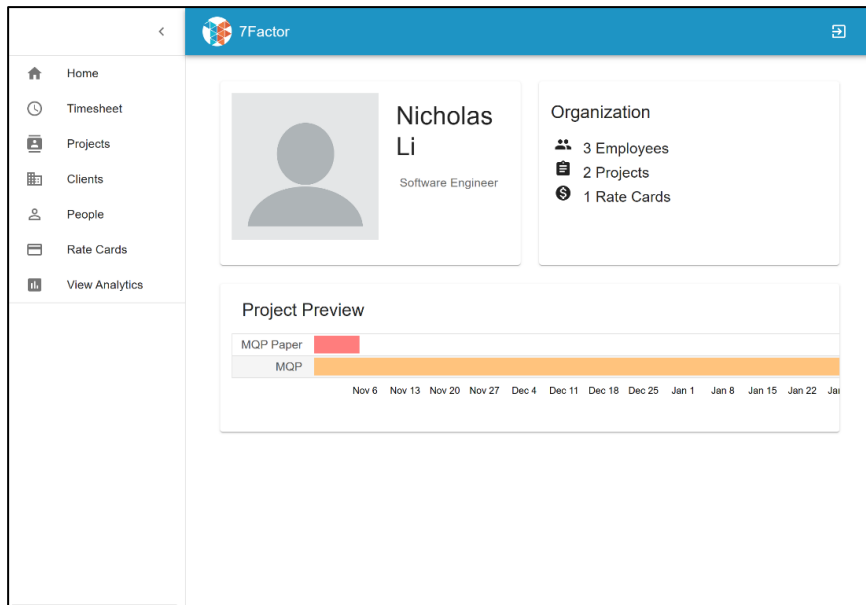 7Factor
Home
Timesheet
Projects
Clients
People
Rate Cards
View Analytics
Nicholas
Li
Software Engineer
Organization
3 Employees
2 Projects
1 Rate Cards
Project Preview
MQP Paper
MQP
Nov 6 Nov 13 Nov 20 Nov 27 Dec 4 Dec 11 Dec 18 Dec 25 Jan 1 Jan 8 Jan 15 Jan 22